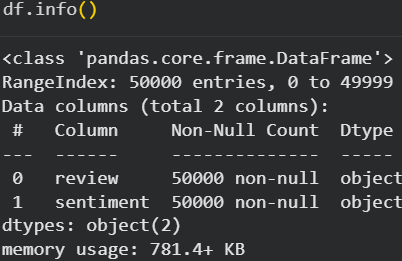 df.info()
<class 'pandas.core.frame.DataFrame'>
RangeIndex: 50000 entries, 0 to 49999
Data columns (total 2 columns):
 #   Column     Non-Null Count  Dtype
---  ------     --------------  -----
 0   review     50000 non-null  object
 1   sentiment  50000 non-null  object
dtypes: object(2)
memory usage: 781.4+ KB